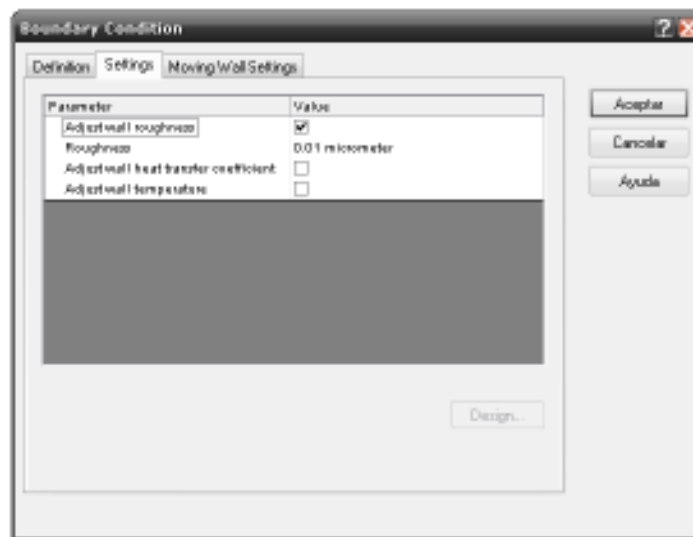 Boundary Condition
Definition Settings Moving Wall Settings
Parameter Value
Adjust wall roughness
Roughness 0.01 micrometer
Adjust wall heat transfer coefficient
Adjust wall temperature
Aceptar
Cancelar
Ayuda
Design...